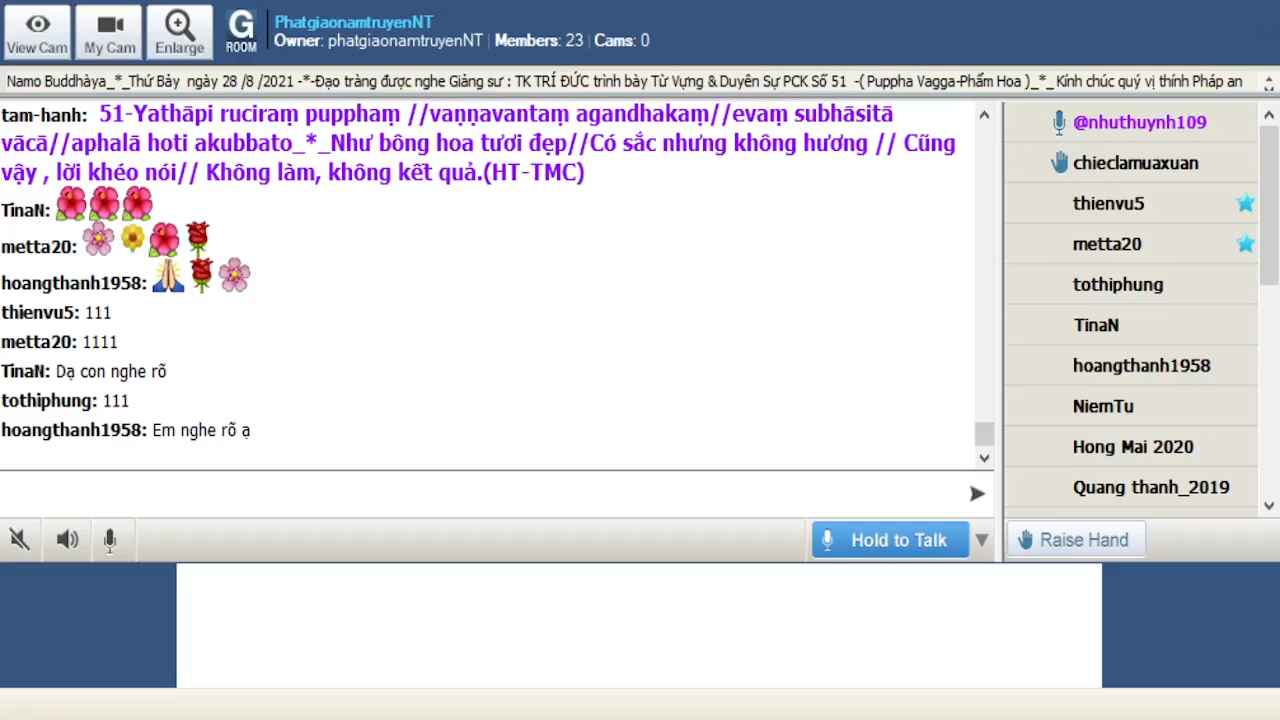 View Cam
My Cam
Enlarge
G
ROOM
PhatgiaonamtruyenNT
Owner: phatgiaonamtruyenNT | Members: 23 | Cams: 0
Namo Buddhàya_*_Thứ Bảy ngày 28 /8 /2021 -*-Đạo tràng được nghe Giảng sư : TK TRÍ ĐỨC trình bày Từ Vựng & Duyên Sự PCK Số 51 -( Puppha Vagga-Phẩm Hoa )_*_ Kính chúc quý vị thính Pháp an
tam-hanh: 51-Yathāpi ruciraṃ pupphaṃ //vaṇṇavantaṃ agandhakaṃ//evaṃ subhāsitā
vācā//aphalā hoti akubbato_*_Như bông hoa tươi đẹp//Có sắc nhưng không hương // Cũng
vậy , lời khéo nói// Không làm, không kết quả.(HT-TMC)
TinaN:
metta20:
hoangthanh1958:
thienvu5: 111
metta20: 1111
TinaN: Dạ con nghe rõ
tothiphung: 111
hoangthanh1958: Em nghe rõ ạ
@nhuthuynh109
chieclamuaxuan
thienvu5
metta20
tothiphung
TinaN
hoangthanh1958
NiemTu
Hong Mai 2020
Quang thanh_2019
Hold to Talk
Raise Hand